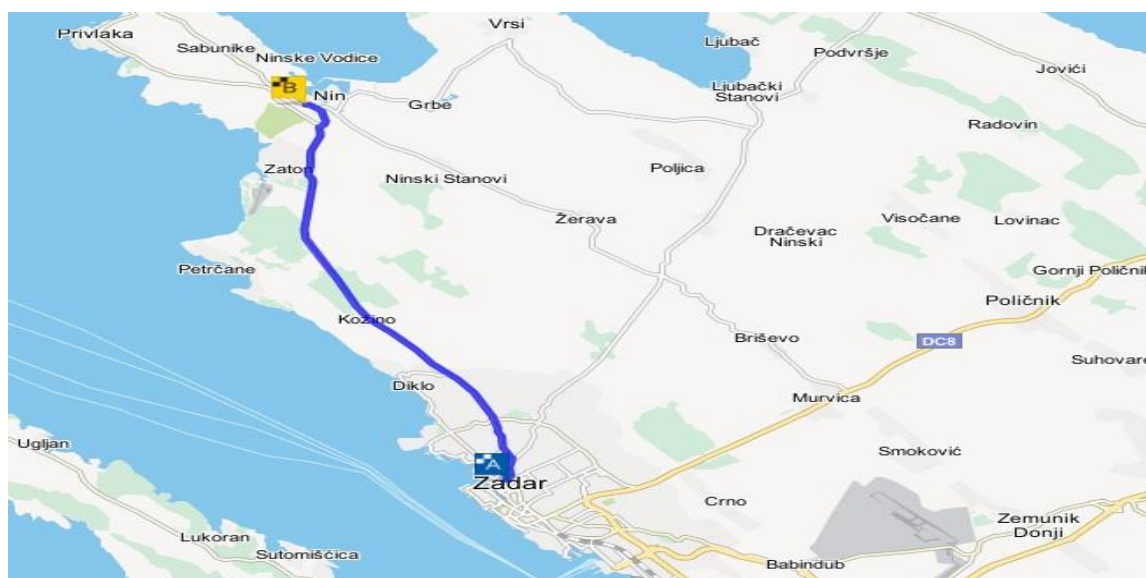 Vrsi
Privlaka
Sabunike
Ljubač
Podvršje
Ninske Vodice
Jovići
B
Nin
Ljubački
Stanovi
Grbe
Radovin
Zaton
Ninski Stanovi
Poljica
Žerava
Visočane
Lovinac
Dračevac
Ninski
Petrčane
Gornji Poličnik
Poličnik
Kožino
Briševo
DC8
Suhovare
Diklo
Murvica
Ugljan
Smoković
A
Zadar
Crno
Zemunik
Donji
Lukoran
Sutomišćica
Babindub